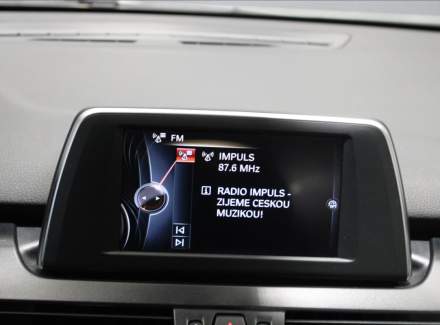 FM
IMPULS
87.6 MHz
RADIO IMPULS -
ZIJEME CESKOU
MUZIKOU!